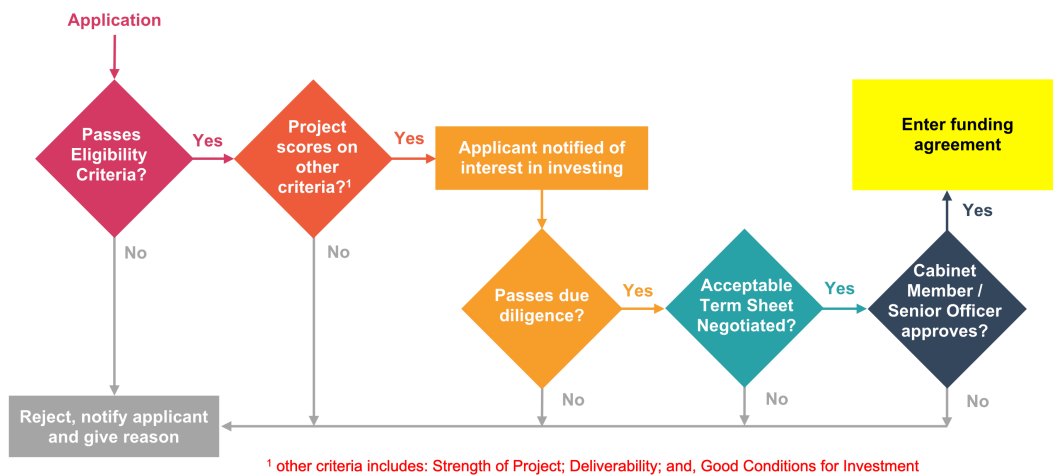 Application
Passes
Eligibility
Criteria?
Yes
Project
scores on
other
criteria?¹
Yes
Applicant notified of
interest in investing
Enter funding
agreement
No
No
Passes due
diligence?
Yes
Acceptable
Term Sheet
Negotiated?
Yes
Cabinet
Member /
Senior Officer
approves?
Yes
No
No
No
Reject, notify applicant
and give reason
¹ other criteria includes: Strength of Project; Deliverability; and, Good Conditions for Investment